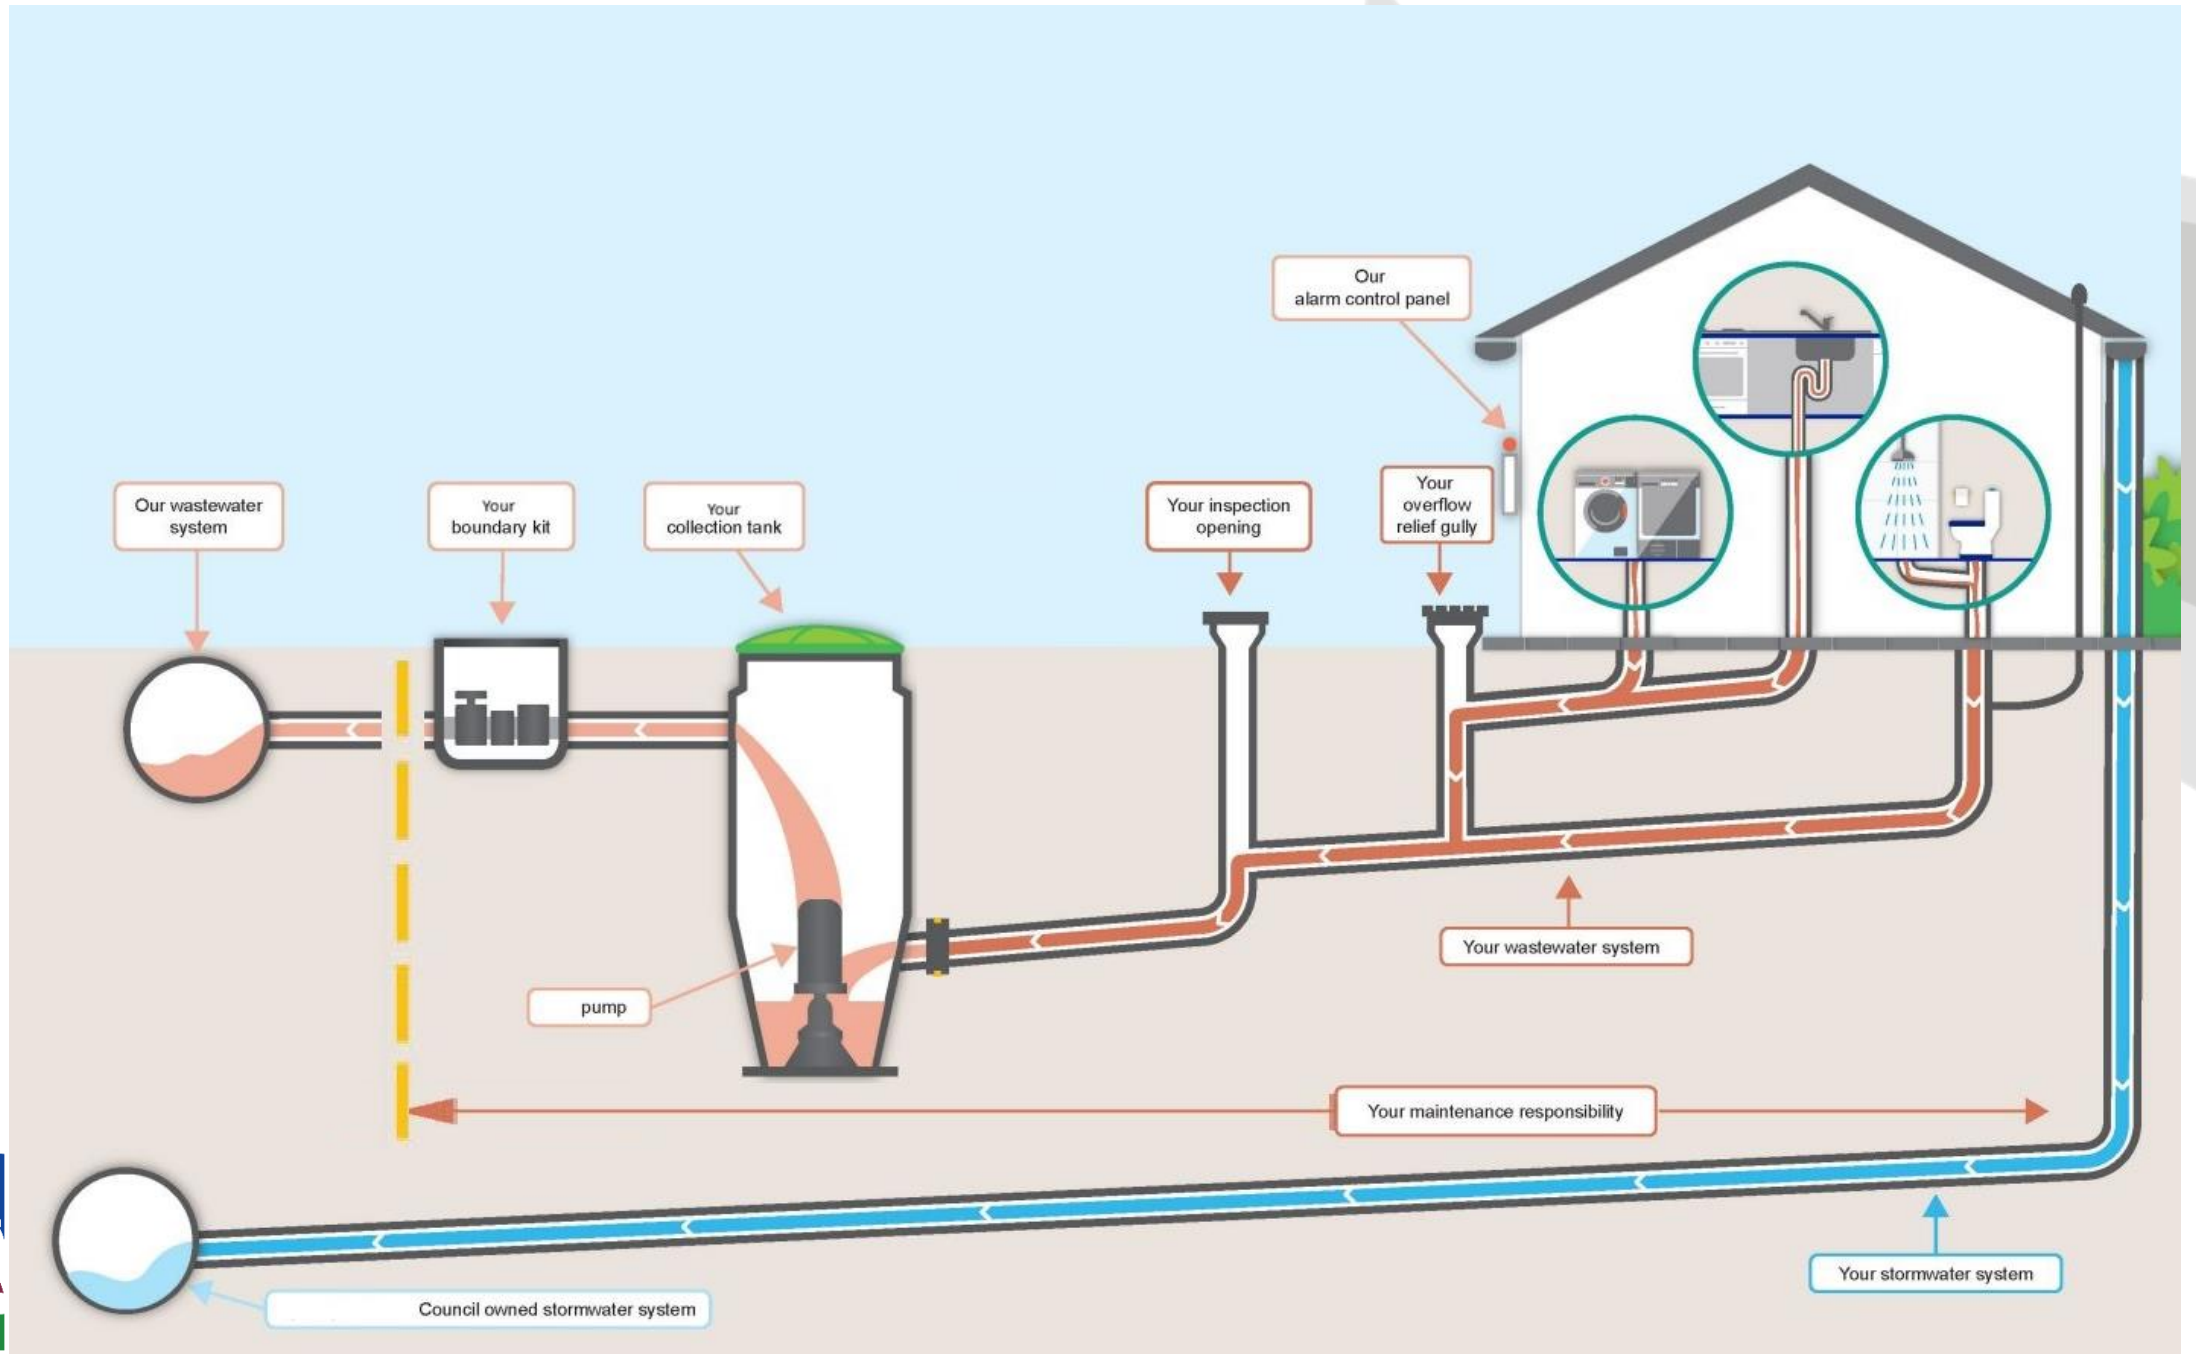 Our
alarm control panel
Our wastewater
system
Your
boundary kit
Your
collection tank
Your inspection
opening
Your
overflow
relief gully
Your wastewater system
pump
Your maintenance responsibility
Your stormwater system
Council owned stormwater system